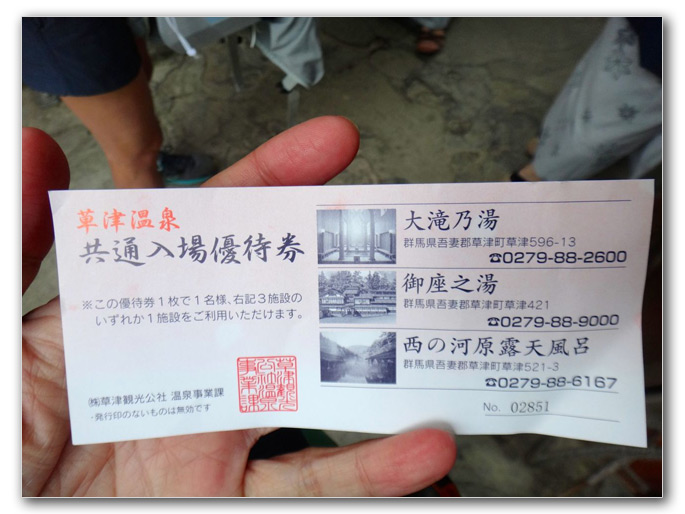 草津温泉
共通入場優待券
※この優待券1枚で1名様、右記3施設の
いずれか1施設をご利用いただけます。
㈱草津観光公社 温泉事業課
・発行印のないものは無効です
大滝乃湯
群馬県吾妻郡草津町草津596-13
☎0279-88-2600
御座之湯
群馬県吾妻郡草津町草津421
☎0279-88-9000
西の河原露天風呂
群馬県吾妻郡草津町草津521-3
☎0279-88-6167
No. 02851